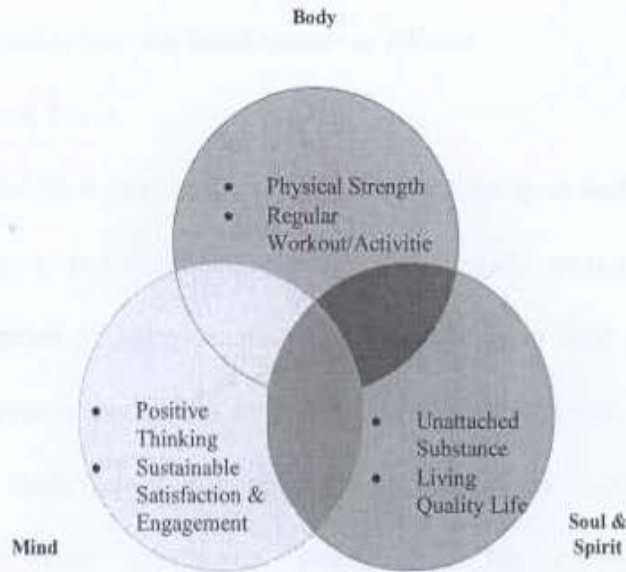 Body
• Physical Strength
• Regular
Workout/Activitie
• Positive
Thinking
• Sustainable
Satisfaction &
Engagement
• Unattached
Substance
• Living
Quality Life
Mind
Soul &
Spirit